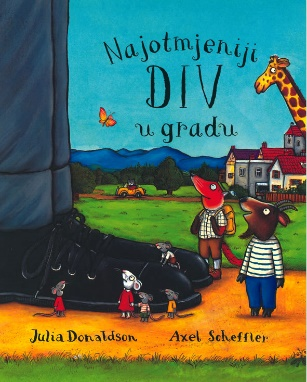 Najotmjeniji
DIV
u gradu
Julia Donaldson Axel Scheffler